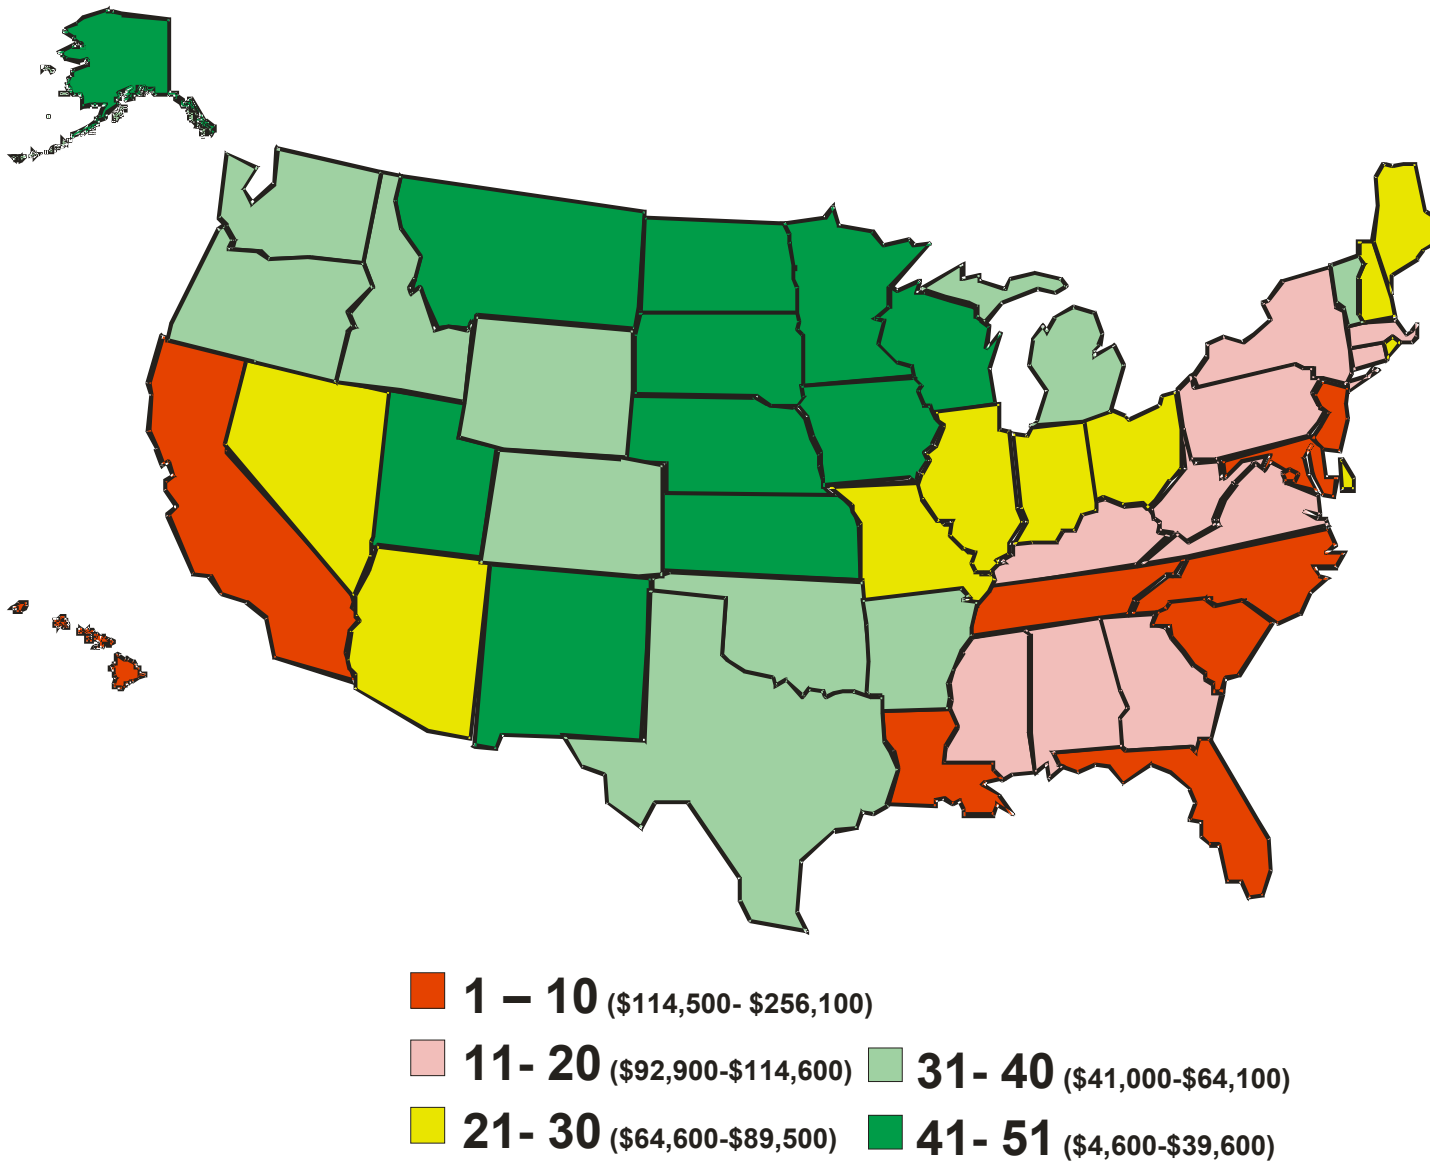 1 – 10 ($114,500- $256,100)
11- 20 ($92,900-$114,600)
31- 40 ($41,000-$64,100)
21- 30 ($64,600-$89,500)
41- 51 ($4,600-$39,600)